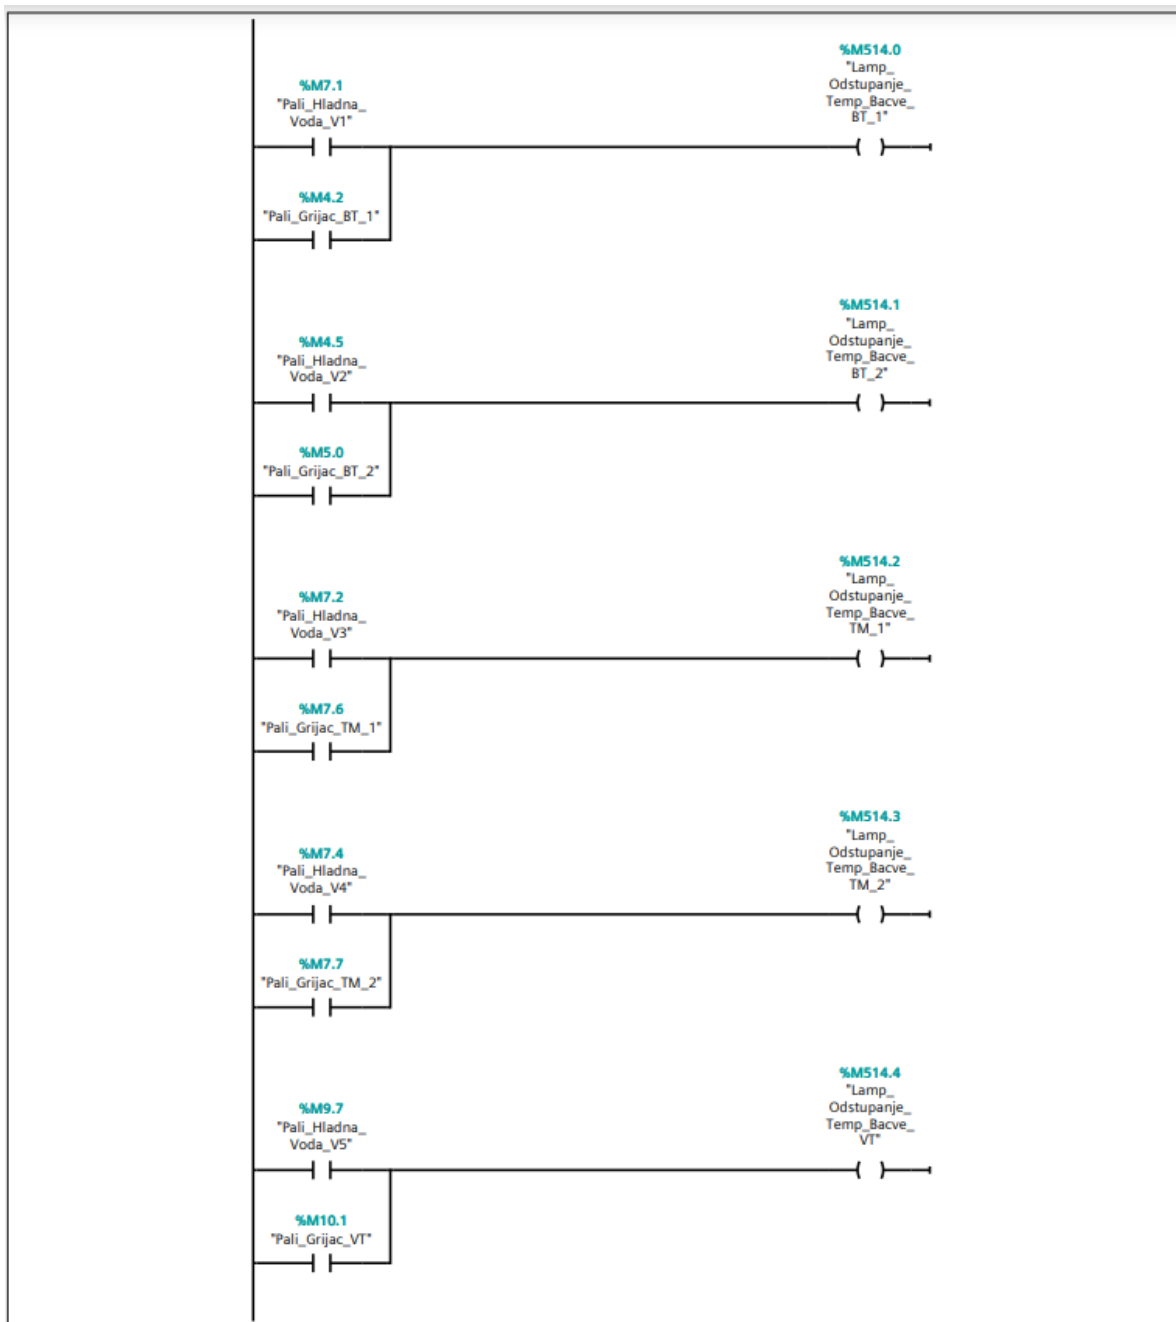 %M514.0
"Lamp_
Odstupanje_
Temp_Bacve_
BT_1"
%M7.1
"Pali_Hladna_
Voda_V1"
%M4.2
"Pali_Grijac_BT_1"
%M514.1
"Lamp_
Odstupanje_
Temp_Bacve_
BT_2"
%M4.5
"Pali_Hladna_
Voda_V2"
%M5.0
"Pali_Grijac_BT_2"
%M514.2
"Lamp_
Odstupanje_
Temp_Bacve_
TM_1"
%M7.2
"Pali_Hladna_
Voda_V3"
%M7.6
"Pali_Grijac_TM_1"
%M514.3
"Lamp_
Odstupanje_
Temp_Bacve_
TM_2"
%M7.4
"Pali_Hladna_
Voda_V4"
%M7.7
"Pali_Grijac_TM_2"
%M514.4
"Lamp_
Odstupanje_
Temp_Bacve_
VT"
%M9.7
"Pali_Hladna_
Voda_V5"
%M10.1
"Pali_Grijac_VT"